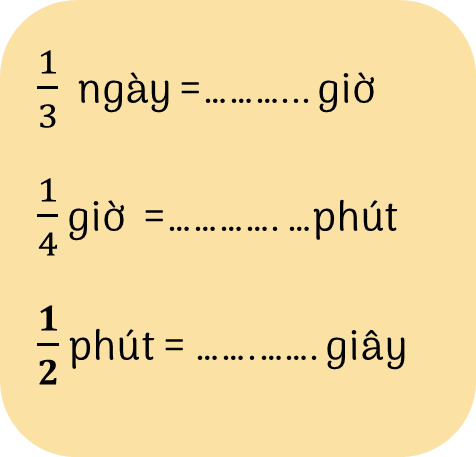 1/3 ngày =………... giờ
1/4 giờ =…………. …phút
1/2 phút = …….……. giây